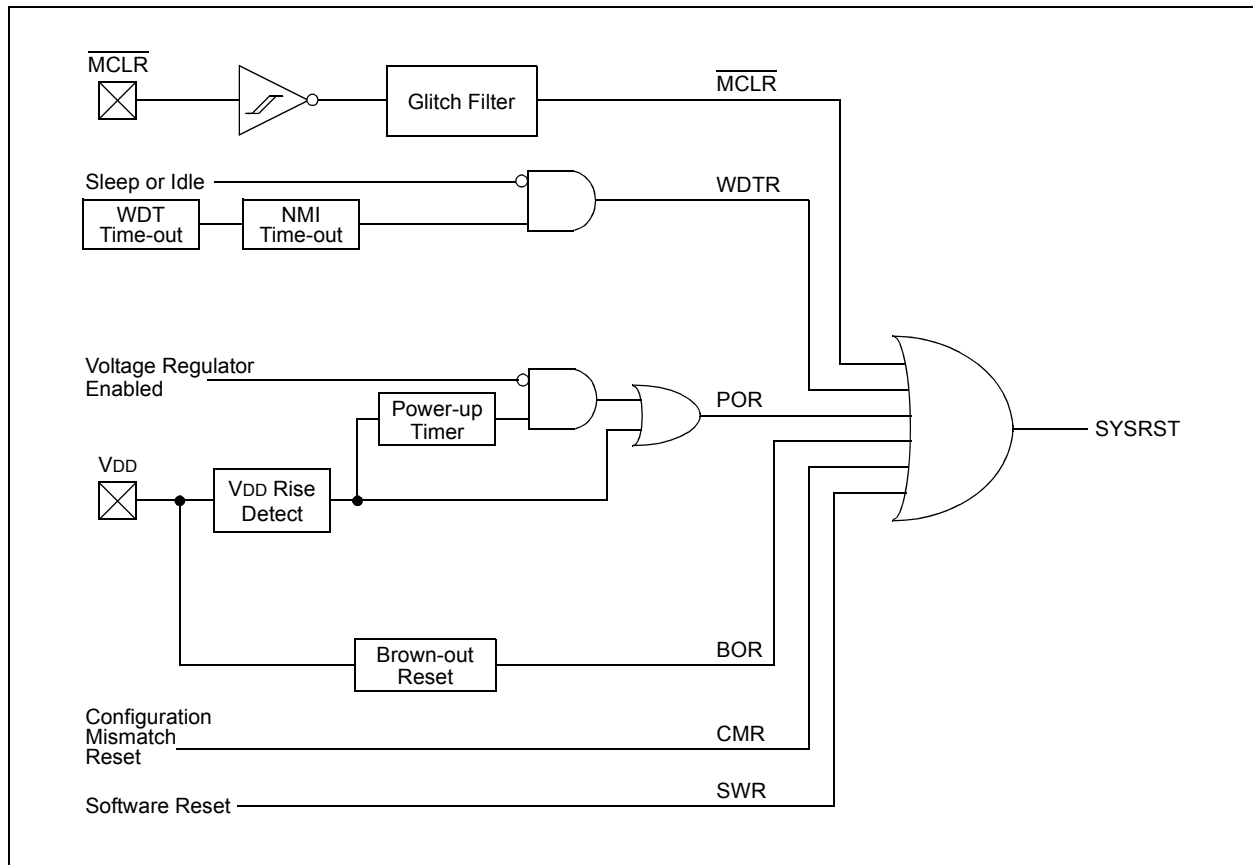 MCLR
Glitch Filter
MCLR
Sleep or Idle
WDTR
WDT
Time-out
NMI
Time-out
Voltage Regulator
Enabled
Power-up
Timer
POR
SYSRST
VDD
VDD Rise
Detect
Brown-out
Reset
BOR
Configuration
Mismatch
Reset
CMR
Software Reset
SWR